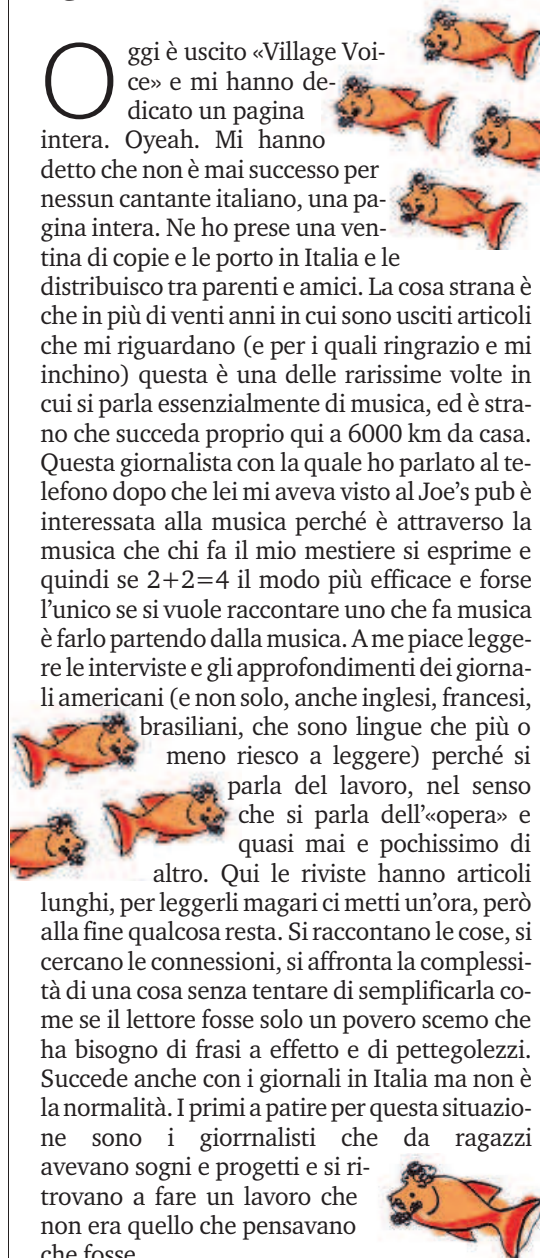 Oggi è uscito «Village Voi-
ce» e mi hanno de-
dicato un pagina
intera. Oyeah. Mi hanno
detto che non è mai successo per
nessun cantante italiano, una pa-
gina intera. Ne ho prese una ven-
tina di copie e le porto in Italia e le
distribuisco tra parenti e amici. La cosa strana è
che in più di venti anni in cui sono usciti articoli
che mi riguardano (e per i quali ringrazio e mi
inchino) questa è una delle rarissime volte in
cui si parla essenzialmente di musica, ed è stra-
no che succeda proprio qui a 6000 km da casa.
Questa giornalista con la quale ho parlato al te-
lefono dopo che lei mi aveva visto al Joe’s pub è
interessata alla musica perché è attraverso la
musica che chi fa il mio mestiere si esprime e
quindi se 2+2=4 il modo più efficace e forse
l’unico se si vuole raccontare uno che fa musica
è farlo partendo dalla musica. A me piace legge-
re le interviste e gli approfondimenti dei giorna-
li americani (e non solo, anche inglesi, francesi,
brasiliani, che sono lingue che più o
meno riesco a leggere) perché si
parla del lavoro, nel senso
che si parla dell’«opera» e
quasi mai e pochissimo di
altro. Qui le riviste hanno articoli
lunghi, per leggerli magari ci metti un’ora, però
alla fine qualcosa resta. Si raccontano le cose, si
cercano le connessioni, si affronta la complessi-
tà di una cosa senza tentare di semplificarla co-
me se il lettore fosse solo un povero scemo che
ha bisogno di frasi a effetto e di pettegolezzi.
Succede anche con i giornali in Italia ma non è
la normalità. I primi a patire per questa situazio-
ne sono i giorrnalisti che da ragazzi
avevano sogni e progetti e si ri-
trovano a fare un lavoro che
non era quello che pensavano
che fosse